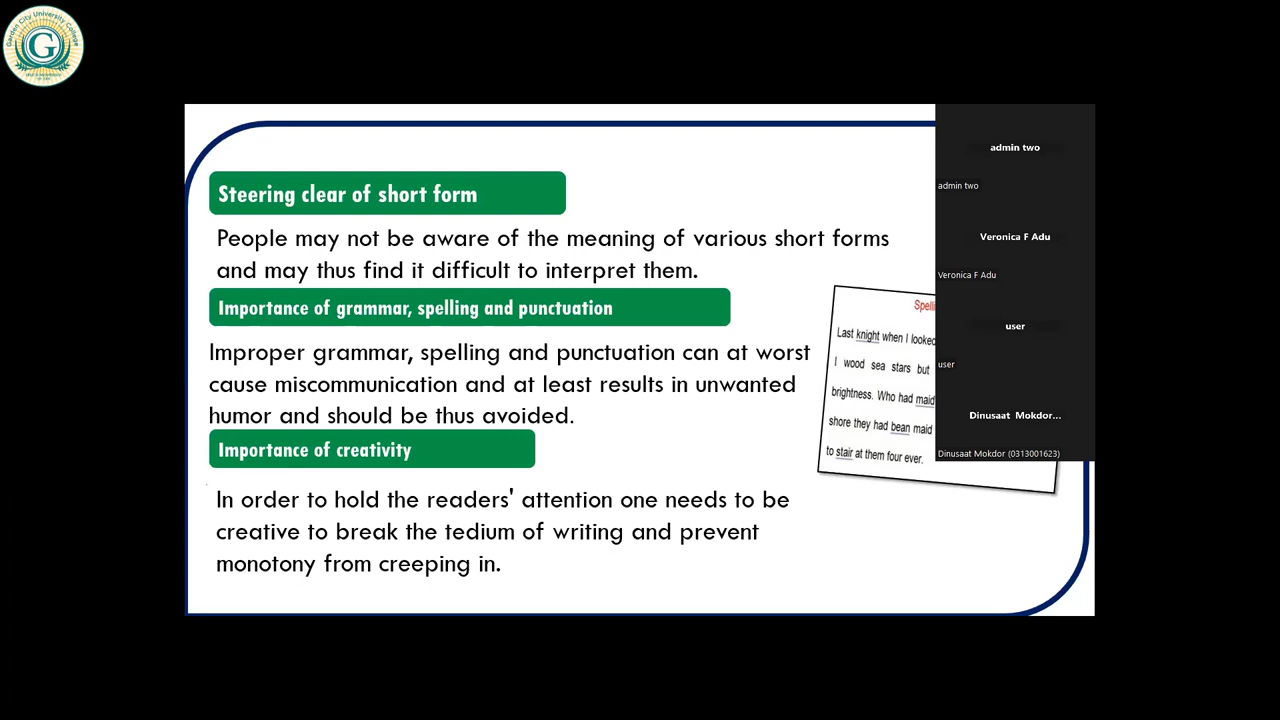 Garden City University College
G
Steering clear of short form
People may not be aware of the meaning of various short forms
and may thus find it difficult to interpret them.
Importance of grammar, spelling and punctuation
Improper grammar, spelling and punctuation can at worst
cause miscommunication and at least results in unwanted
humor and should be thus avoided.
Importance of creativity
In order to hold the readers' attention one needs to be
creative to break the tedium of writing and prevent
monotony from creeping in.
Spelli
Last knight when I looked
I wood sea stars but
brightness. Who had maid
shore they had bean maid
to stair at them four ever.
admin two
admin two
Veronica F Adu
Veronica F Adu
user
user
Dinusaat Mokdor...
Dinusaat Mokdor (0313001623)